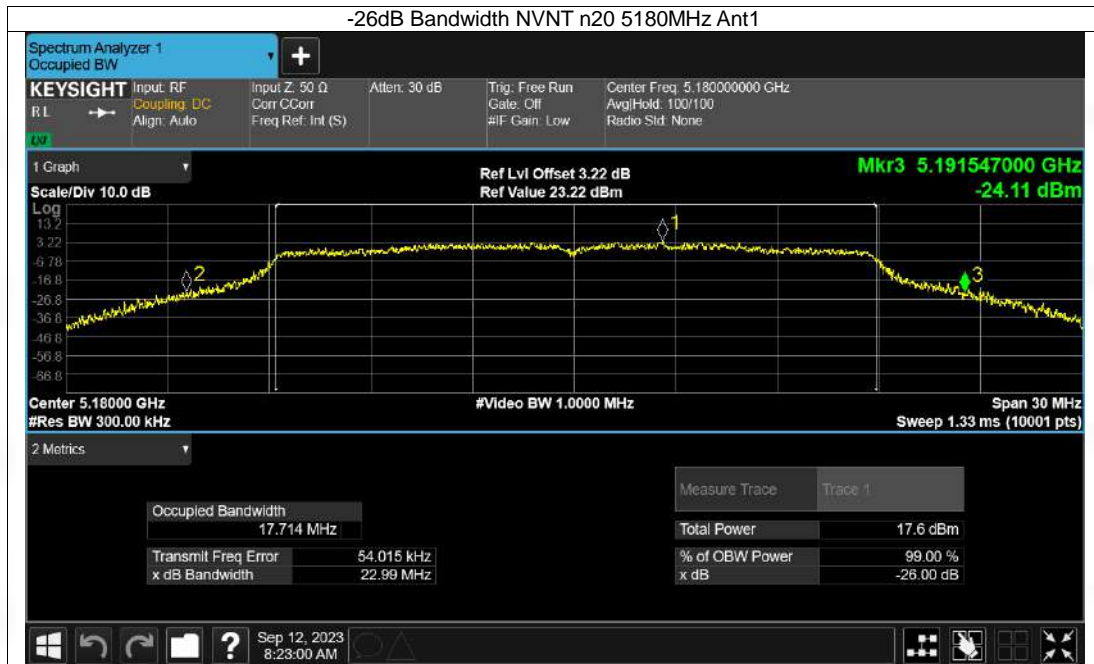 -26dB Bandwidth NVNT n20 5180MHz Ant1
Spectrum Analyzer 1
Occupied BW
KEYSIGHT Input: RF Input Z: 50 Ω Atten: 30 dB Trig: Free Run Center Freq: 5.180000000 GHz
RL Coupling: DC Corr CCorr Gate: Off Avg|Hold: 100/100
Align: Auto Freq Ref: Int (S) #IF Gain: Low Radio Std: None
LXI
1 Graph Ref Lvl Offset 3.22 dB Mkr3 5.191547000 GHz
Scale/Div 10.0 dB Ref Value 23.22 dBm -24.11 dBm
Log
13.2
3.22
-6.78
-16.8
-26.8
-36.8
-46.8
-56.8
-66.8
1
2
3
Center 5.18000 GHz #Video BW 1.0000 MHz Span 30 MHz
#Res BW 300.00 kHz Sweep 1.33 ms (10001 pts)
2 Metrics
Measure Trace Trace 1
Occupied Bandwidth
17.714 MHz
Total Power 17.6 dBm
Transmit Freq Error 54.015 kHz % of OBW Power 99.00 %
x dB Bandwidth 22.99 MHz x dB -26.00 dB
? Sep 12, 2023
8:23:00 AM